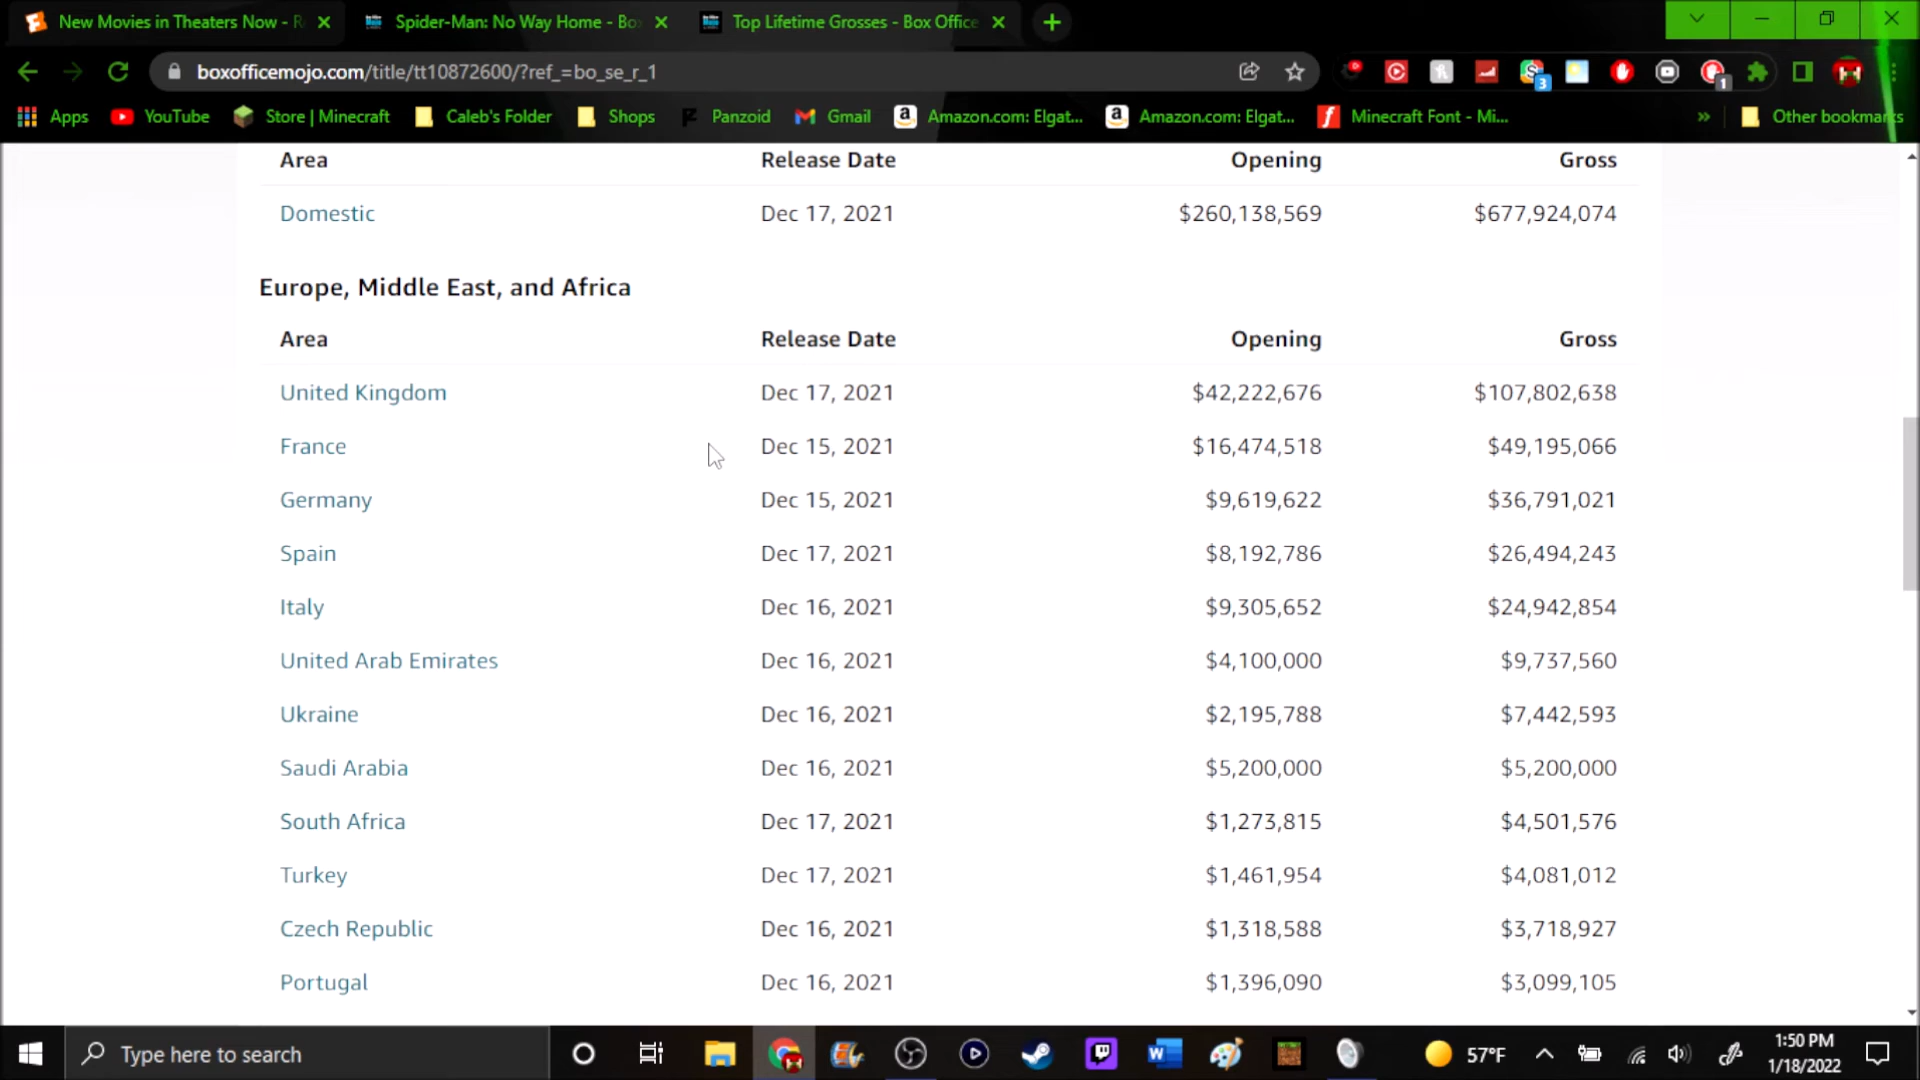 New Movies in Theaters Now - R
Spider-Man: No Way Home - Bo
Top Lifetime Grosses - Box Office
boxofficemojo.com/title/tt10872600/?ref_=bo_se_r_1
3
1
Apps YouTube Store | Minecraft Caleb's Folder Shops Panzoid Gmail Amazon.com: Elgat... Amazon.com: Elgat... Minecraft Font - Mi... » Other bookmarks
Area Release Date Opening Gross
Domestic Dec 17, 2021 $260,138,569 $677,924,074
Europe, Middle East, and Africa
Area Release Date Opening Gross
United Kingdom Dec 17, 2021 $42,222,676 $107,802,638
France Dec 15, 2021 $16,474,518 $49,195,066
Germany Dec 15, 2021 $9,619,622 $36,791,021
Spain Dec 17, 2021 $8,192,786 $26,494,243
Italy Dec 16, 2021 $9,305,652 $24,942,854
United Arab Emirates Dec 16, 2021 $4,100,000 $9,737,560
Ukraine Dec 16, 2021 $2,195,788 $7,442,593
Saudi Arabia Dec 16, 2021 $5,200,000 $5,200,000
South Africa Dec 17, 2021 $1,273,815 $4,501,576
Turkey Dec 17, 2021 $1,461,954 $4,081,012
Czech Republic Dec 16, 2021 $1,318,588 $3,718,927
Portugal Dec 16, 2021 $1,396,090 $3,099,105
Type here to search
57°F
1:50 PM
1/18/2022